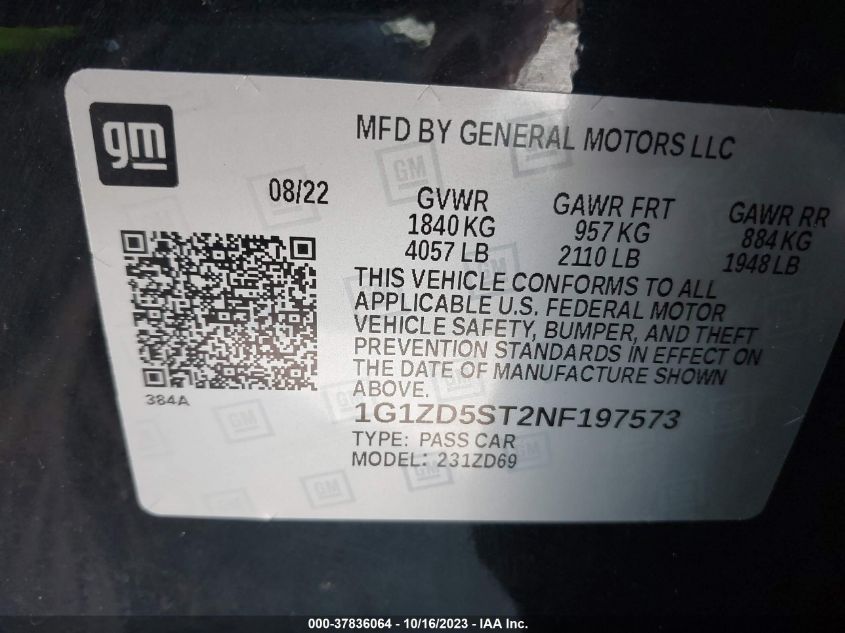 gm
MFD BY GENERAL MOTORS LLC
08/22
GVWR GAWR FRT GAWR RR
1840 KG 957 KG 884 KG
4057 LB 2110 LB 1948 LB
THIS VEHICLE CONFORMS TO ALL
APPLICABLE U.S. FEDERAL MOTOR
VEHICLE SAFETY, BUMPER, AND THEFT
PREVENTION STANDARDS IN EFFECT ON
THE DATE OF MANUFACTURE SHOWN
ABOVE.
384A
1G1ZD5ST2NF197573
TYPE: PASS CAR
MODEL: 231ZD69
000-37836064 - 10/16/2023 - IAA Inc.